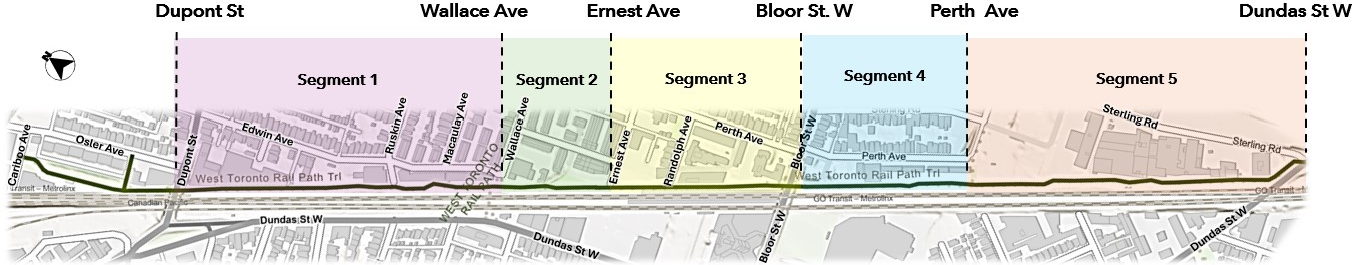 Dupont St
Wallace Ave
Ernest Ave
Bloor St. W
Perth Ave
Dundas St W
N
Segment 1
Segment 2
Segment 3
Segment 4
Segment 5
Cariboo Ave
Osler Ave
Dupont St
Edwin Ave
Ruskin Ave
Macaulay Ave
Wallace Ave
Ernest Ave
Randolph Ave
Perth Ave
Bloor St W
Sterling Rd
Perth Ave
Sterling Rd
Sterling Rd
West Toronto Rail Path Trl
West Toronto Rail Path Trl
WEST TORONTO
RAIL PATH
Transit – Metrolinx
Canadian Pacific
GO Transit – Metrolinx
GO Transit –
Dundas St W
Dundas St W
Bloor St W
Dundas St W